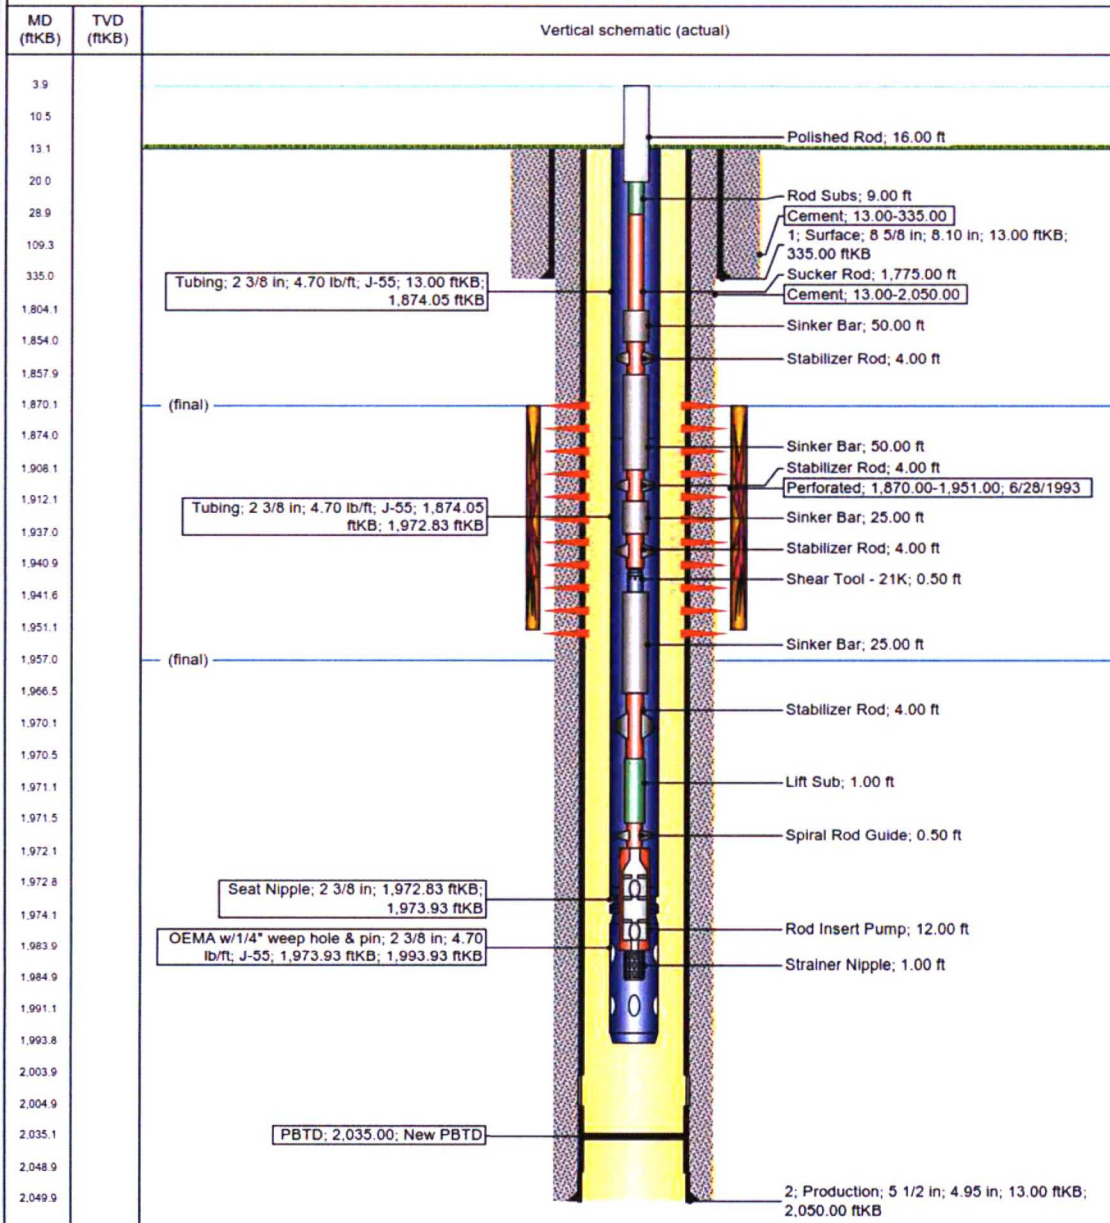 MD
(ftKB)
TVD
(ftKB)
Vertical schematic (actual)
3.9
10.5
13.1
20.0
28.9
109.3
335.0
1,804.1
1,854.0
1,857.9
1,870.1
1,874.0
1,908.1
1,912.1
1,937.0
1,940.9
1,941.6
1,951.1
1,957.0
1,966.5
1,970.1
1,970.5
1,971.1
1,971.5
1,972.1
1,972.8
1,974.1
1,983.9
1,984.9
1,991.1
1,993.8
2,003.9
2,004.9
2,035.1
2,048.9
2,049.9
Tubing; 2 3/8 in; 4.70 lb/ft; J-55; 13.00 ftKB;
1,874.05 ftKB
(final)
Tubing; 2 3/8 in; 4.70 lb/ft; J-55; 1,874.05
ftKB; 1,972.83 ftKB
(final)
Seat Nipple; 2 3/8 in; 1,972.83 ftKB;
1,973.93 ftKB
OEMA w/1/4" weep hole & pin; 2 3/8 in; 4.70
lb/ft; J-55; 1,973.93 ftKB; 1,993.93 ftKB
PBTD; 2,035.00; New PBTD
Polished Rod; 16.00 ft
Rod Subs; 9.00 ft
Cement; 13.00-335.00
1; Surface; 8 5/8 in; 8.10 in; 13.00 ftKB;
335.00 ftKB
Sucker Rod; 1,775.00 ft
Cement; 13.00-2,050.00
Sinker Bar; 50.00 ft
Stabilizer Rod; 4.00 ft
Sinker Bar; 50.00 ft
Stabilizer Rod; 4.00 ft
Perforated; 1,870.00-1,951.00; 6/28/1993
Sinker Bar; 25.00 ft
Stabilizer Rod; 4.00 ft
Shear Tool - 21K; 0.50 ft
Sinker Bar; 25.00 ft
Stabilizer Rod; 4.00 ft
Lift Sub; 1.00 ft
Spiral Rod Guide; 0.50 ft
Rod Insert Pump; 12.00 ft
Strainer Nipple; 1.00 ft
2; Production; 5 1/2 in; 4.95 in; 13.00 ftKB;
2,050.00 ftKB